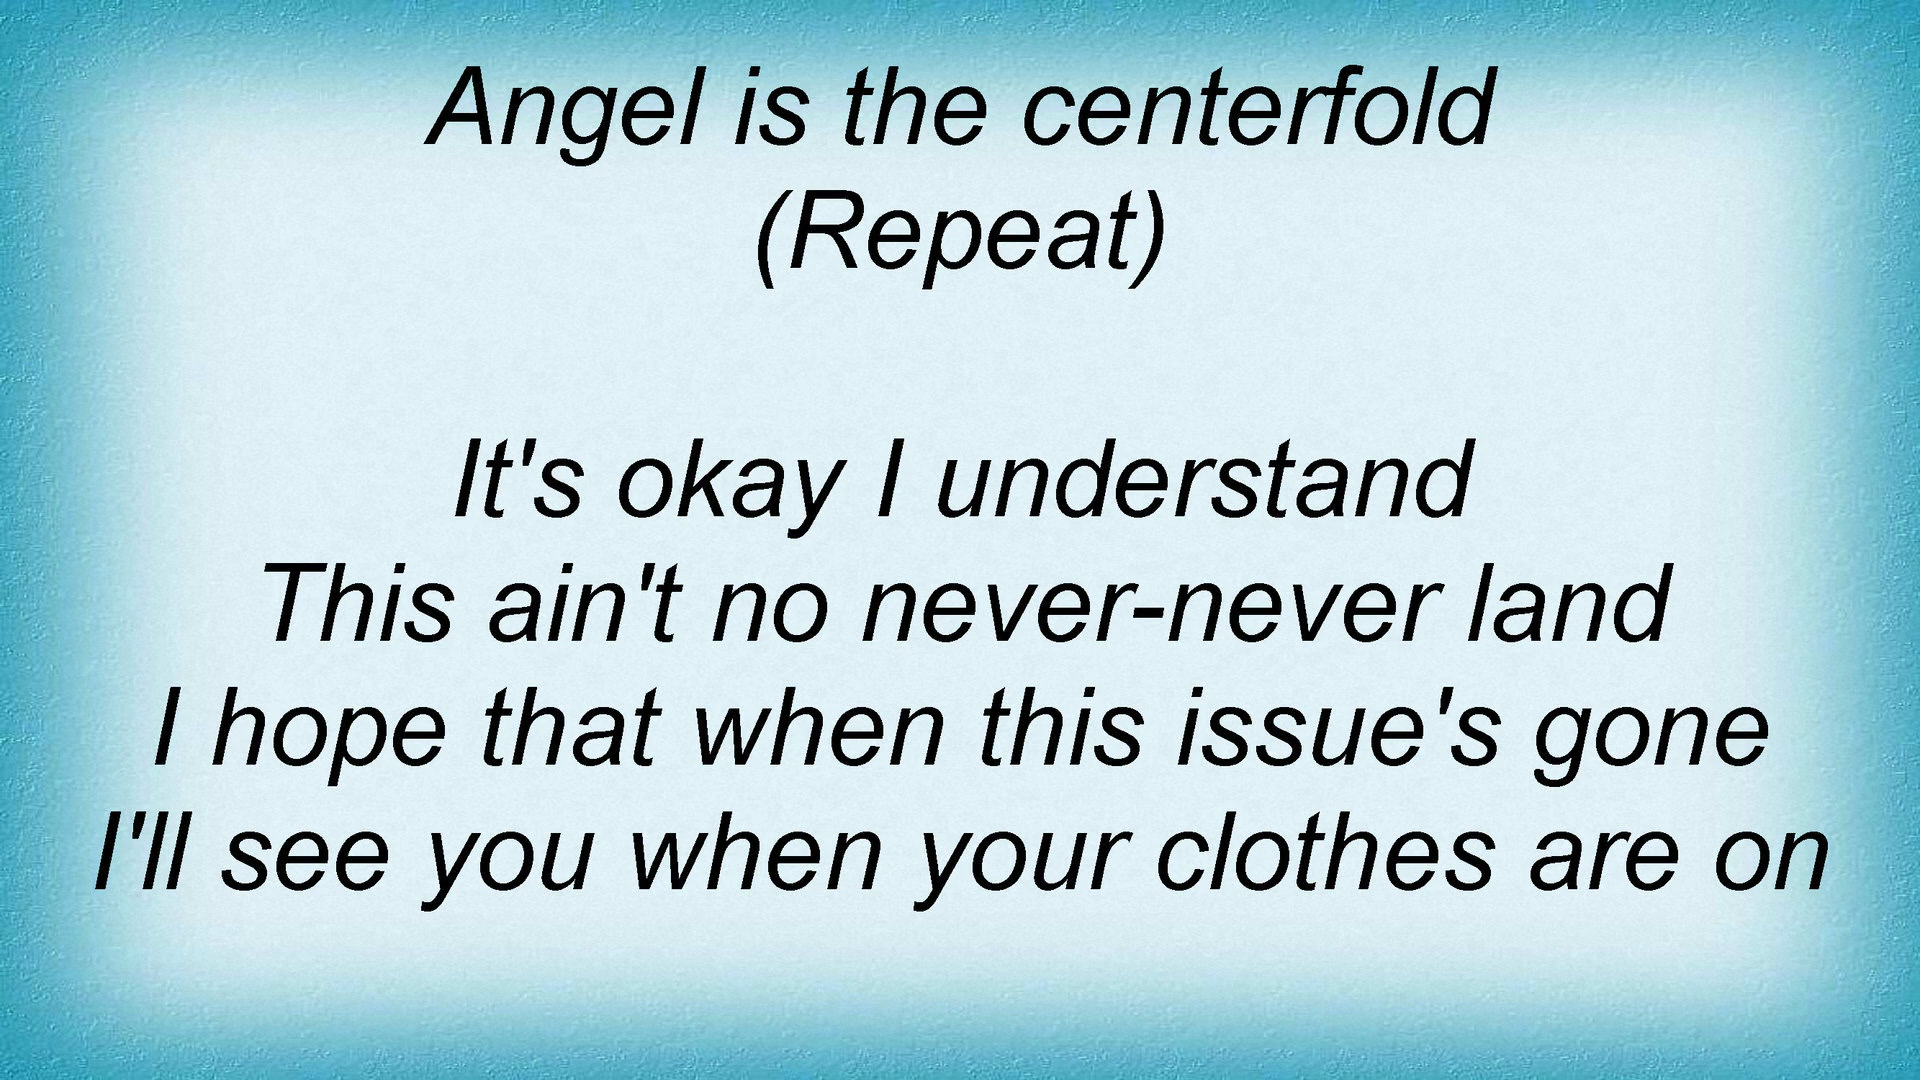 Angel is the centerfold
(Repeat)
It's okay I understand
This ain't no never-never land
I hope that when this issue's gone
I'll see you when your clothes are on